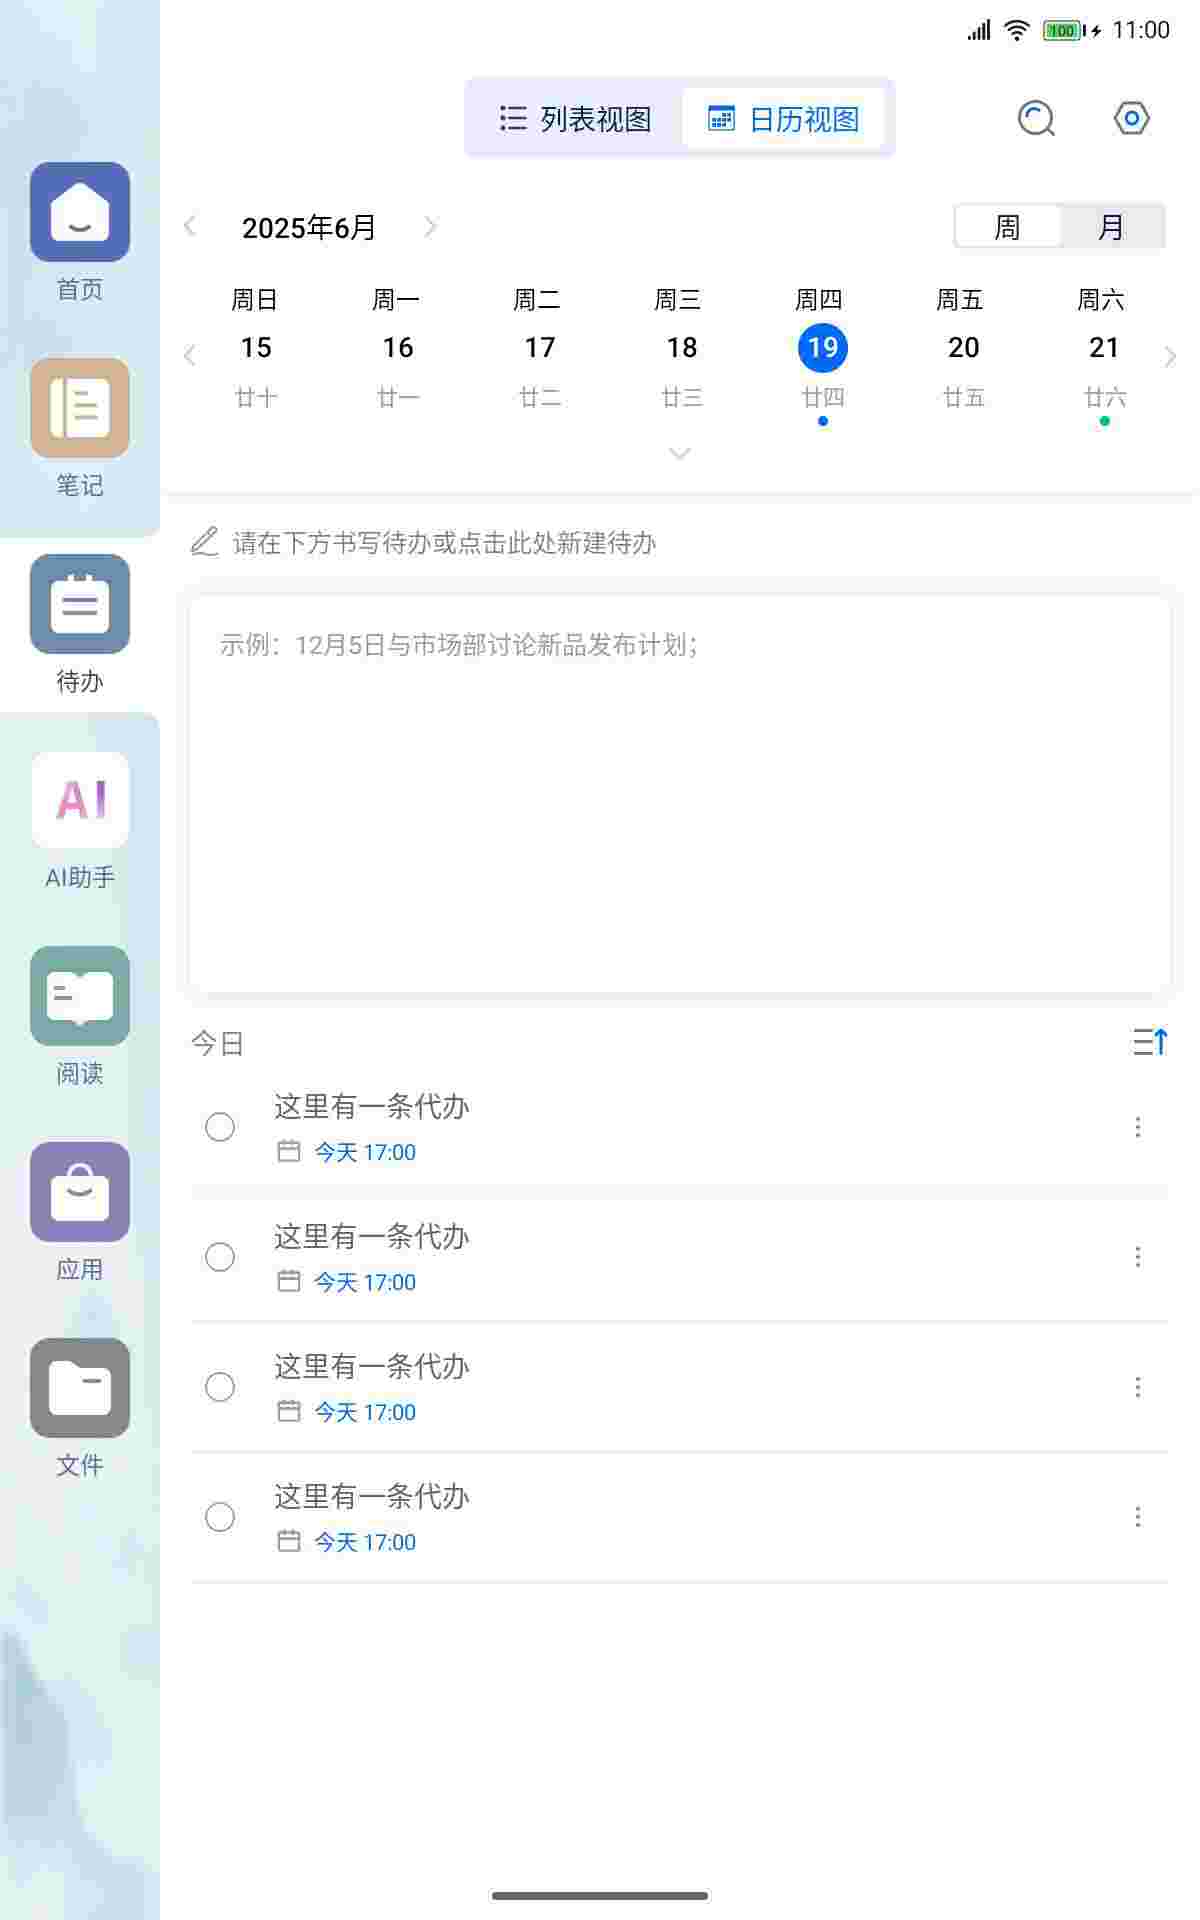 100 11:00
列表视图 日历视图
2025年6月 周 月
周日 周一 周二 周三 周四 周五 周六
15 16 17 18 19 20 21
廿十 廿一 廿二 廿三 廿四 廿五 廿六
请在下方书写待办或点击此处新建待办
示例：12月5日与市场部讨论新品发布计划；
今日
这里有一条代办
今天 17:00
这里有一条代办
今天 17:00
这里有一条代办
今天 17:00
这里有一条代办
今天 17:00
首页
笔记
待办
AI
AI助手
阅读
应用
文件